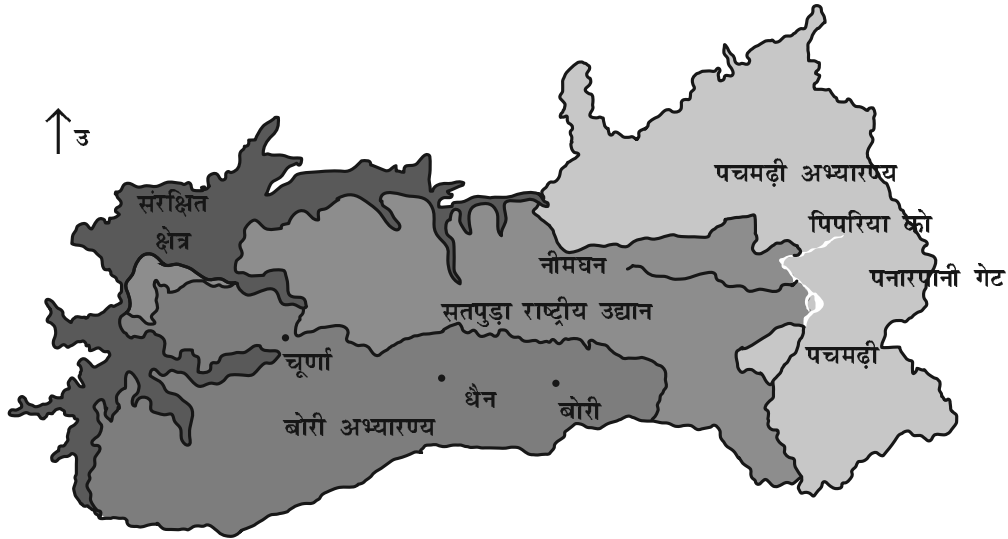 उ
पचमढ़ी अभ्यारण्य
संरक्षित
क्षेत्र
पिपरिया को
नीमघन
पनारपानी गेट
सतपुड़ा राष्ट्रीय उद्यान
चूर्णा
पचमढ़ी
धैन
बोरी
बोरी अभ्यारण्य